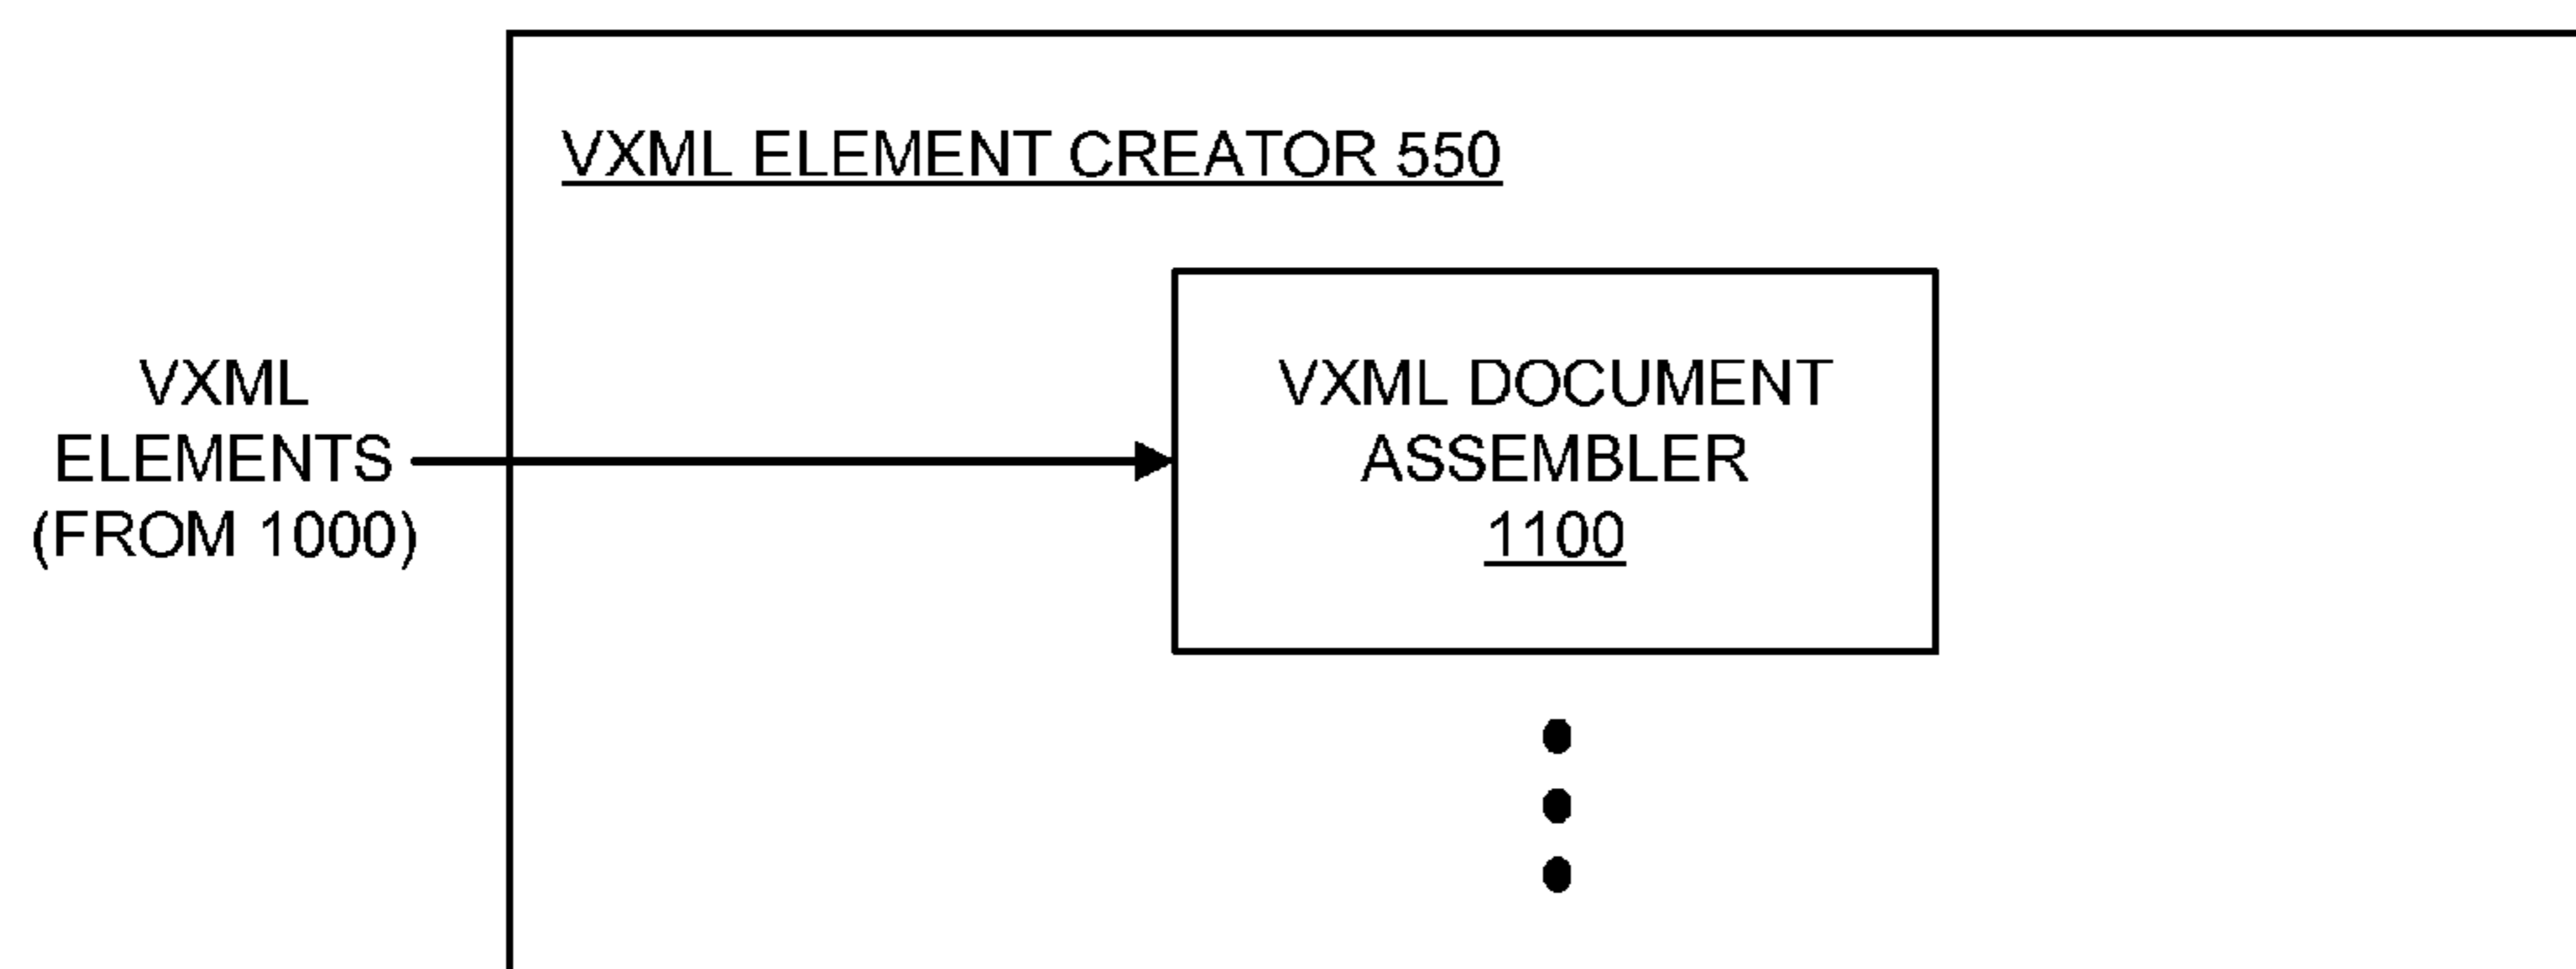 VXML ELEMENT CREATOR 550
VXML
ELEMENTS
(FROM 1000)
VXML DOCUMENT
ASSEMBLER
1100